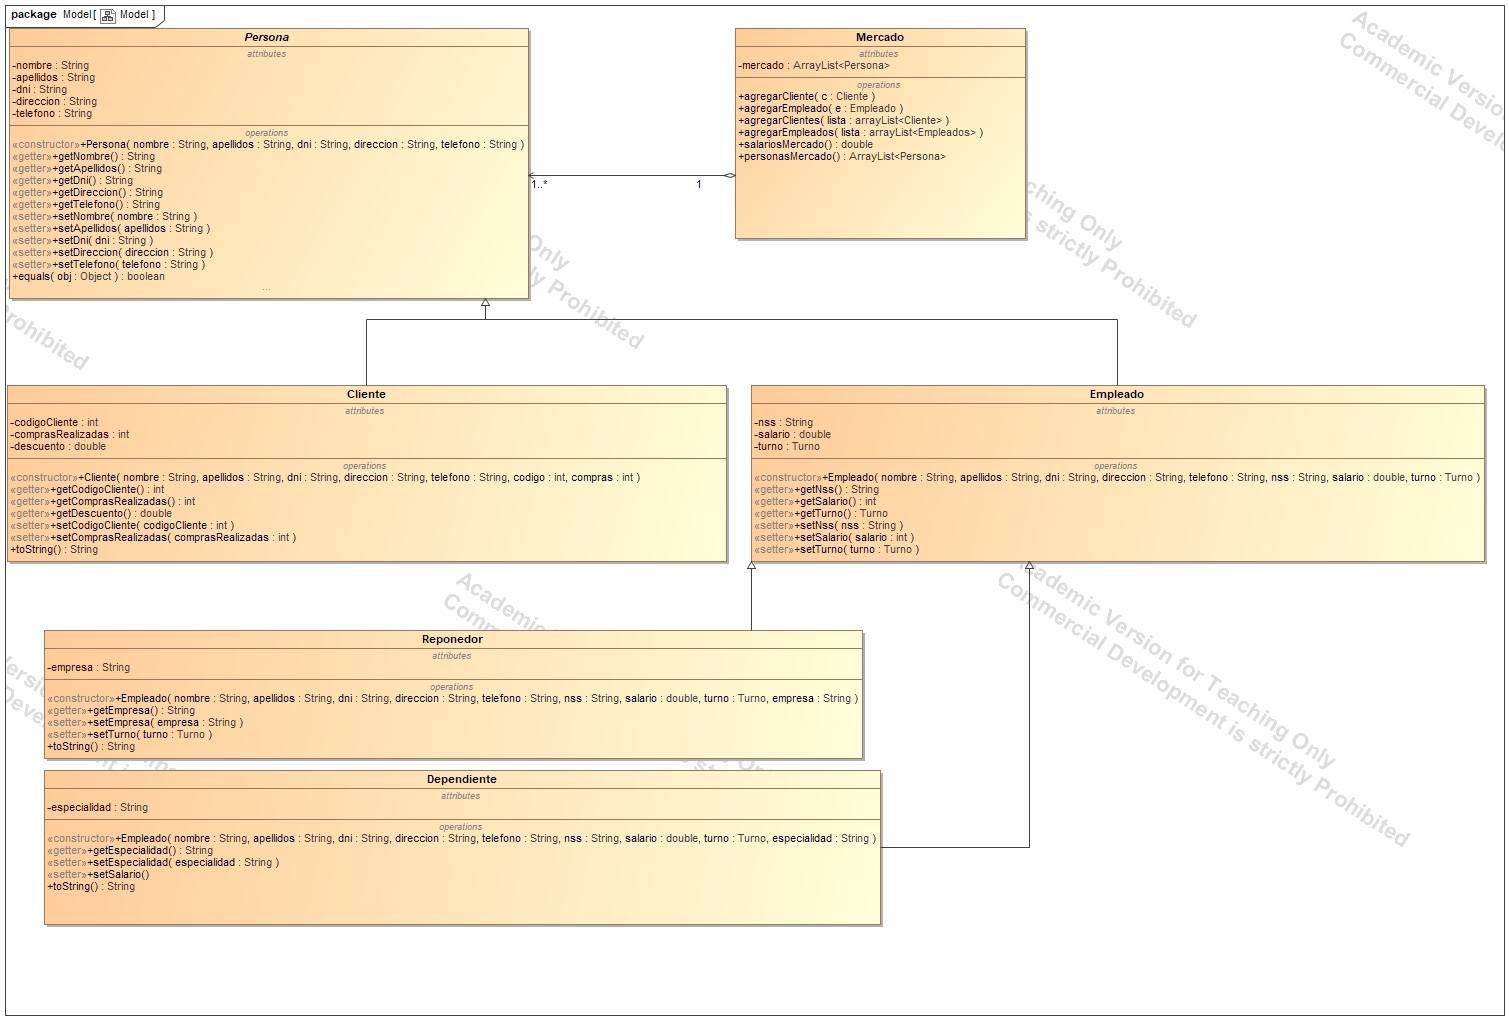 package Model[ Model ]
Persona
attributes
-nombre : String
-apellidos : String
-dni : String
-direccion : String
-telefono : String
operations
«constructor»+Persona( nombre : String, apellidos : String, dni : String, direccion : String, telefono : String )
«getter»+getNombre() : String
«getter»+getApellidos() : String
«getter»+getDni() : String
«getter»+getDireccion() : String
«getter»+getTelefono() : String
«setter»+setNombre( nombre : String )
«setter»+setApellidos( apellidos : String )
«setter»+setDni( dni : String )
«setter»+setDireccion( direccion : String )
«setter»+setTelefono( telefono : String )
+equals( obj : Object ) : boolean
...
1..*
1
Mercado
attributes
-mercado : ArrayList<Persona>
operations
+agregarCliente( c : Cliente )
+agregarEmpleado( e : Empleado )
+agregarClientes( lista : arrayList<Cliente> )
+agregarEmpleados( lista : arrayList<Empleados> )
+salariosMercado() : double
+personasMercado() : ArrayList<Persona>
Academic Version
Commercial Devel
ching Only
s strictly Prohibited
Only
ly Prohibited
rohibited
Cliente
attributes
-codigoCliente : int
-comprasRealizadas : int
-descuento : double
operations
«constructor»+Cliente( nombre : String, apellidos : String, dni : String, direccion : String, telefono : String, codigo : int, compras : int )
«getter»+getCodigoCliente() : int
«getter»+getComprasRealizadas() : int
«getter»+getDescuento() : double
«setter»+setCodigoCliente( codigoCliente : int )
«setter»+setComprasRealizadas( comprasRealizadas : int )
+toString() : String
Empleado
attributes
-nss : String
-salario : double
-turno : Turno
operations
«constructor»+Empleado( nombre : String, apellidos : String, dni : String, direccion : String, telefono : String, nss : String, salario : double, turno : Turno )
«getter»+getNss() : String
«getter»+getSalario() : int
«getter»+getTurno() : Turno
«setter»+setNss( nss : String )
«setter»+setSalario( salario : int )
«setter»+setTurno( turno : Turno )
Academic
Comm
Academic Version for Teaching Only
Commercial Development is strictly Prohibited
Reponedor
attributes
-empresa : String
operations
«constructor»+Empleado( nombre : String, apellidos : String, dni : String, direccion : String, telefono : String, nss : String, salario : double, turno : Turno, empresa : String )
«getter»+getEmpresa() : String
«setter»+setEmpresa( empresa : String )
«setter»+setTurno( turno : Turno )
+toString() : String
Dependiente
attributes
-especialidad : String
operations
«constructor»+Empleado( nombre : String, apellidos : String, dni : String, direccion : String, telefono : String, nss : String, salario : double, turno : Turno, especialidad : String )
«getter»+getEspecialidad() : String
«setter»+setEspecialidad( especialidad : String )
«setter»+setSalario()
+toString() : String